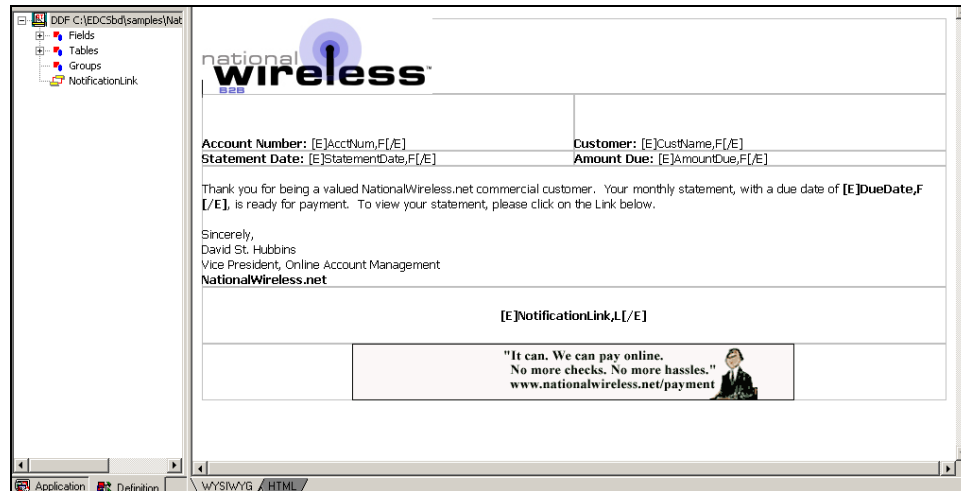 DDF C:\EDCSbd\samples\Nat
Fields
Tables
Groups
NotificationLink
national
wireless™
B2B
Account Number: [E]AcctNum,F[/E]
Customer: [E]CustName,F[/E]
Statement Date: [E]StatementDate,F[/E]
Amount Due: [E]AmountDue,F[/E]
Thank you for being a valued NationalWireless.net commercial customer. Your monthly statement, with a due date of [E]DueDate,F
[/E], is ready for payment. To view your statement, please click on the Link below.
Sincerely,
David St. Hubbins
Vice President, Online Account Management
NationalWireless.net
[E]NotificationLink,L[/E]
"It can. We can pay online.
No more checks. No more hassles."
www.nationalwireless.net/payment
Application
Definition
WYSIWYG
HTML